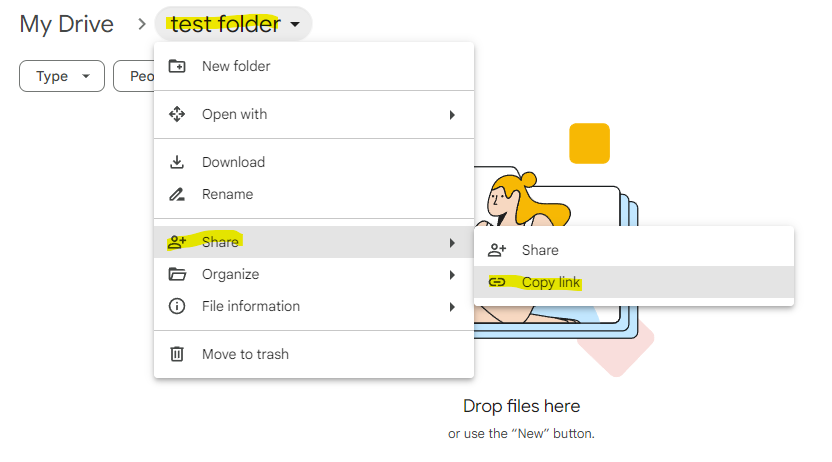 My Drive > test folder
Type
Peo
New folder
Open with
Download
Rename
Share
Organize
File information
Move to trash
Share
Copy link
Drop files here
or use the “New” button.